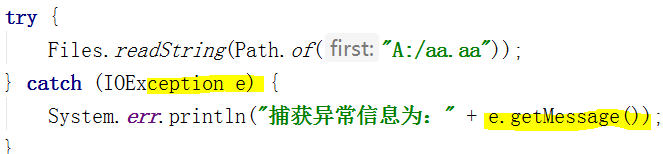 try {
Files.readString(Path.of( first: "A:/aa.aa"));
} catch (IOException e) {
System.err.println("捕获异常信息为：" + e.getMessage());
}